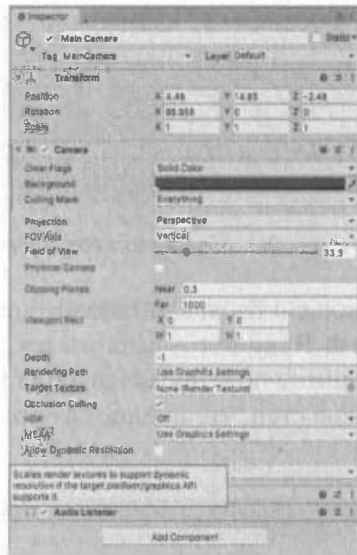 Inspector
Main Camera Static
Tag MainCamera Layer Default
Transform
Position X 4.46 Y 14.85 Z -2.48
Rotation X Y 0 Z 0
Scale X 1 Y 1 Z 1
Camera
Clear Flags Solid Color
Background
Culling Mask Everything
Projection Perspective
FOV Axis Vertical
Field of View 33.3
Physical Camera
Clipping Planes Near 0.3
Far 1000
Viewport Rect X 0 Y 0
W 1 H 1
Depth -1
Rendering Path Use Graphics Settings
Target Texture None (Render Texture)
Occlusion Culling
HDR Off
MSAA Use Graphics Settings
Allow Dynamic Resolution
Scales render textures to support dynamic
resolution if the target platform/graphics API
supports it.
Audio Listener
Add Component